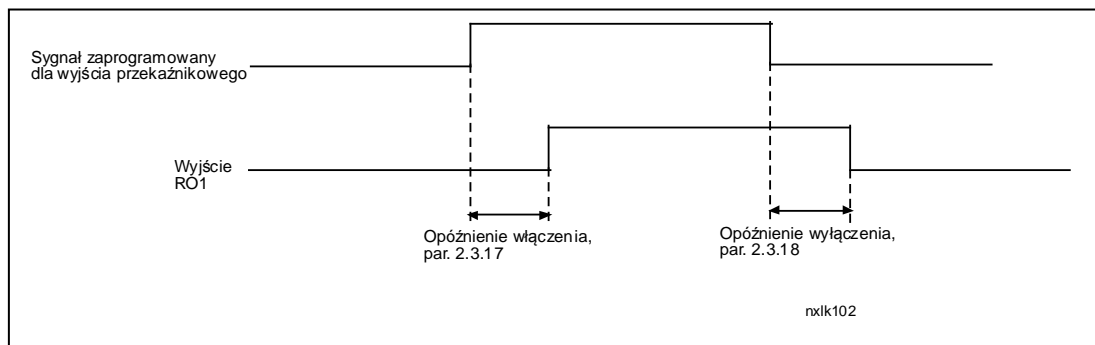 Sygnał zaprogramowany
dla wyjścia przekaźnikowego
Wyjście
RO1
Opóźnienie włączenia,
par. 2.3.17
Opóźnienie wyłączenia,
par. 2.3.18
nxlk102